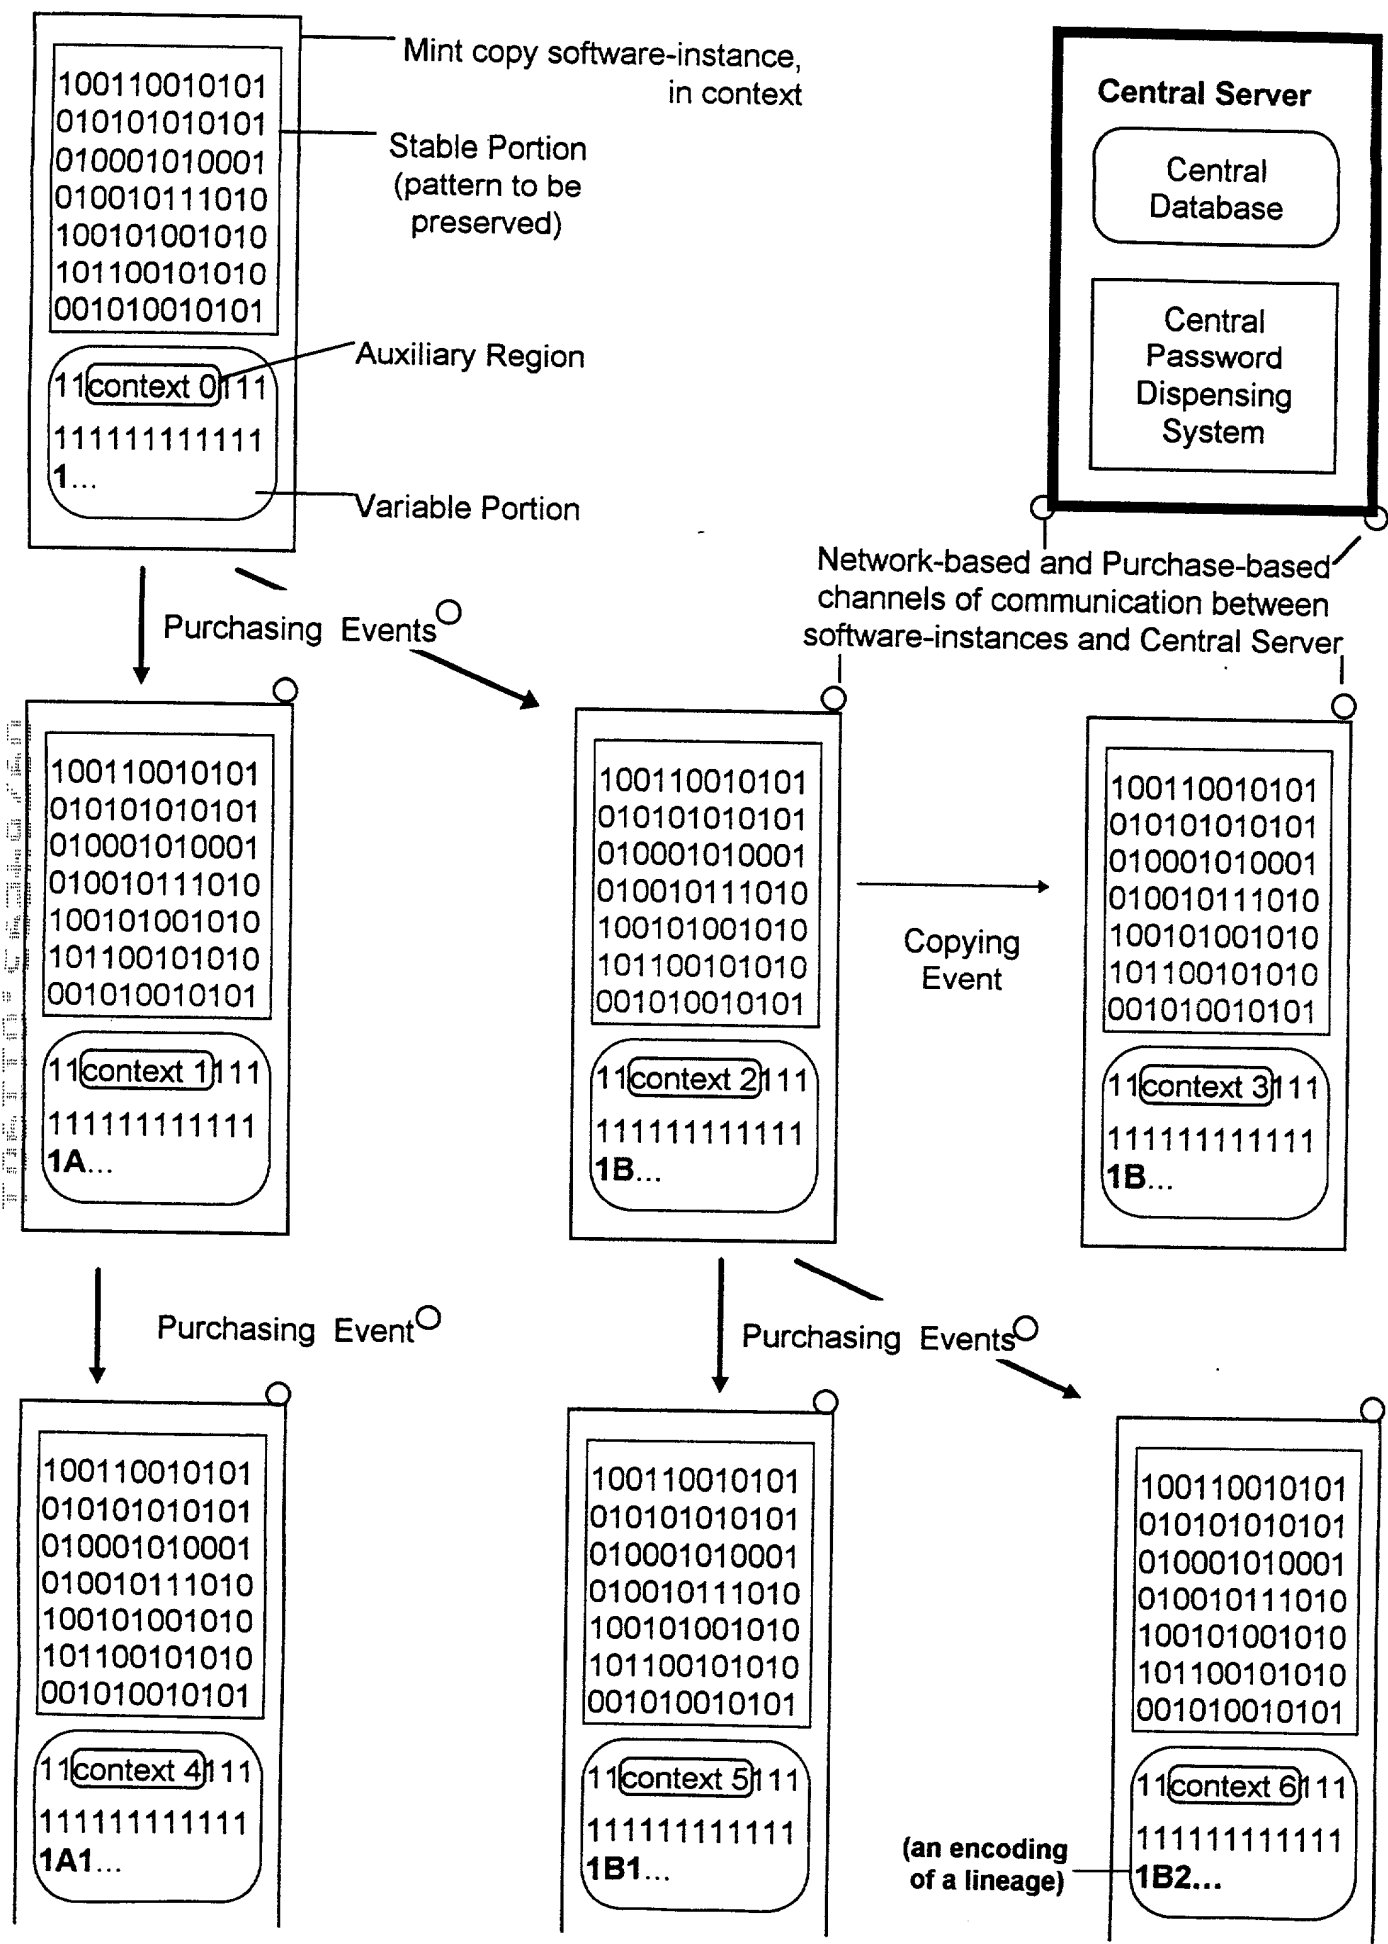 Mint copy software-instance,
in context
100110010101
010101010101
010001010001
010010111010
100101001010
101100101010
001010010101
Stable Portion
(pattern to be
preserved)
Auxiliary Region
11context 0111
111111111111
1...
Variable Portion
Central Server
Central
Database
Central
Password
Dispensing
System
Network-based and Purchase-based
channels of communication between
software-instances and Central Server
Purchasing Events
100110010101
010101010101
010001010001
010010111010
100101001010
101100101010
001010010101
11context 1111
111111111111
1A...
100110010101
010101010101
010001010001
010010111010
100101001010
101100101010
001010010101
11context 2111
111111111111
1B...
Copying
Event
100110010101
010101010101
010001010001
010010111010
100101001010
101100101010
001010010101
11context 3111
111111111111
1B...
Purchasing Event
Purchasing Events
100110010101
010101010101
010001010001
010010111010
100101001010
101100101010
001010010101
11context 4111
111111111111
1A1...
100110010101
010101010101
010001010001
010010111010
100101001010
101100101010
001010010101
11context 5111
111111111111
1B1...
100110010101
010101010101
010001010001
010010111010
100101001010
101100101010
001010010101
11context 6111
111111111111
1B2...
(an encoding
of a lineage)